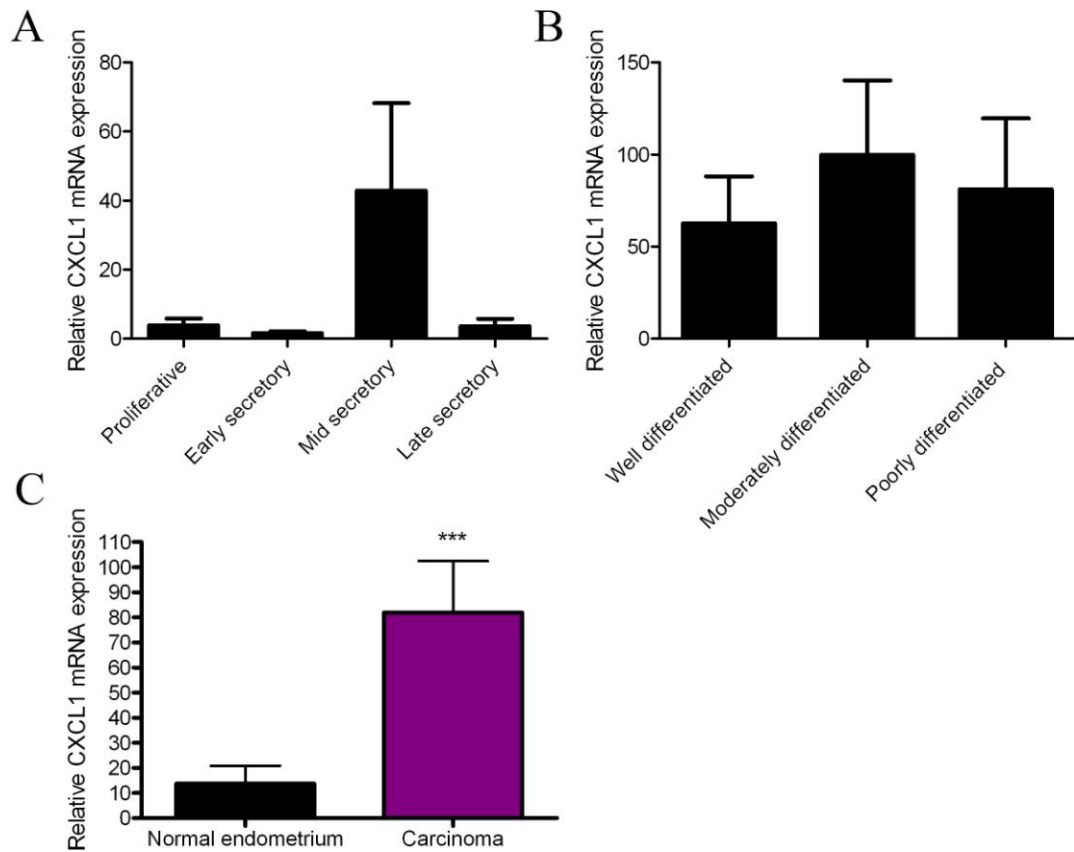 A
Relative CXCL1 mRNA expression
80
60
40
20
0
Proliferative
Early secretory
Mid secretory
Late secretory
B
Relative CXCL1 mRNA expression
150
100
50
0
Well differentiated
Moderately differentiated
Poorly differentiated
C
Relative CXCL1 mRNA expression
110
100
90
80
70
60
50
40
30
20
10
0
***
Normal endometrium
Carcinoma